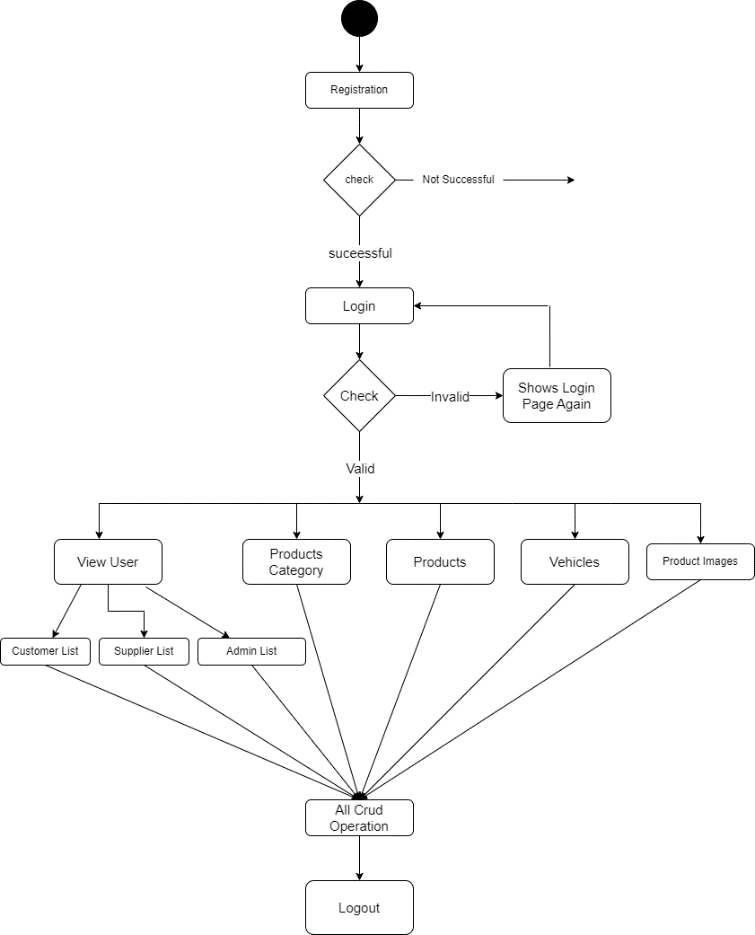 Registration
check
Not Successful
suceessful
Login
Check
Invalid
Shows Login
Page Again
Valid
View User
Products
Category
Products
Vehicles
Product Images
Customer List
Supplier List
Admin List
All Crud
Operation
Logout